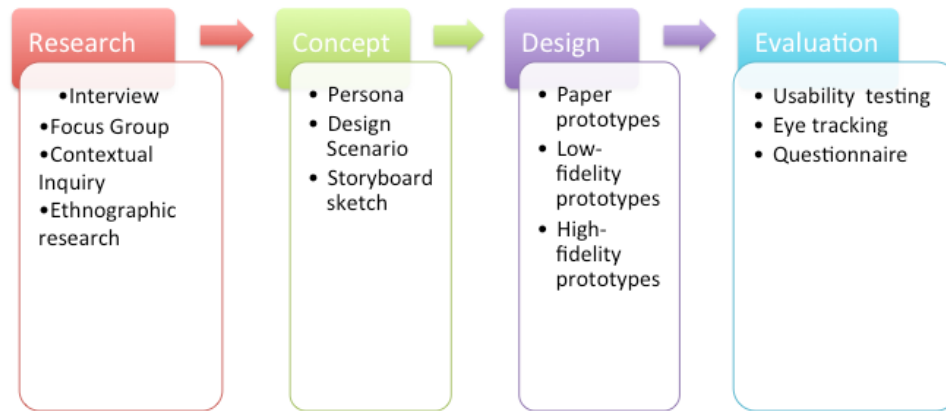 Research
•Interview
•Focus Group
•Contextual
Inquiry
•Ethnographic
research
Concept
• Persona
• Design
Scenario
• Storyboard
sketch
Design
• Paper
prototypes
• Low-
fidelity
prototypes
• High-
fidelity
prototypes
Evaluation
• Usability testing
• Eye tracking
• Questionnaire